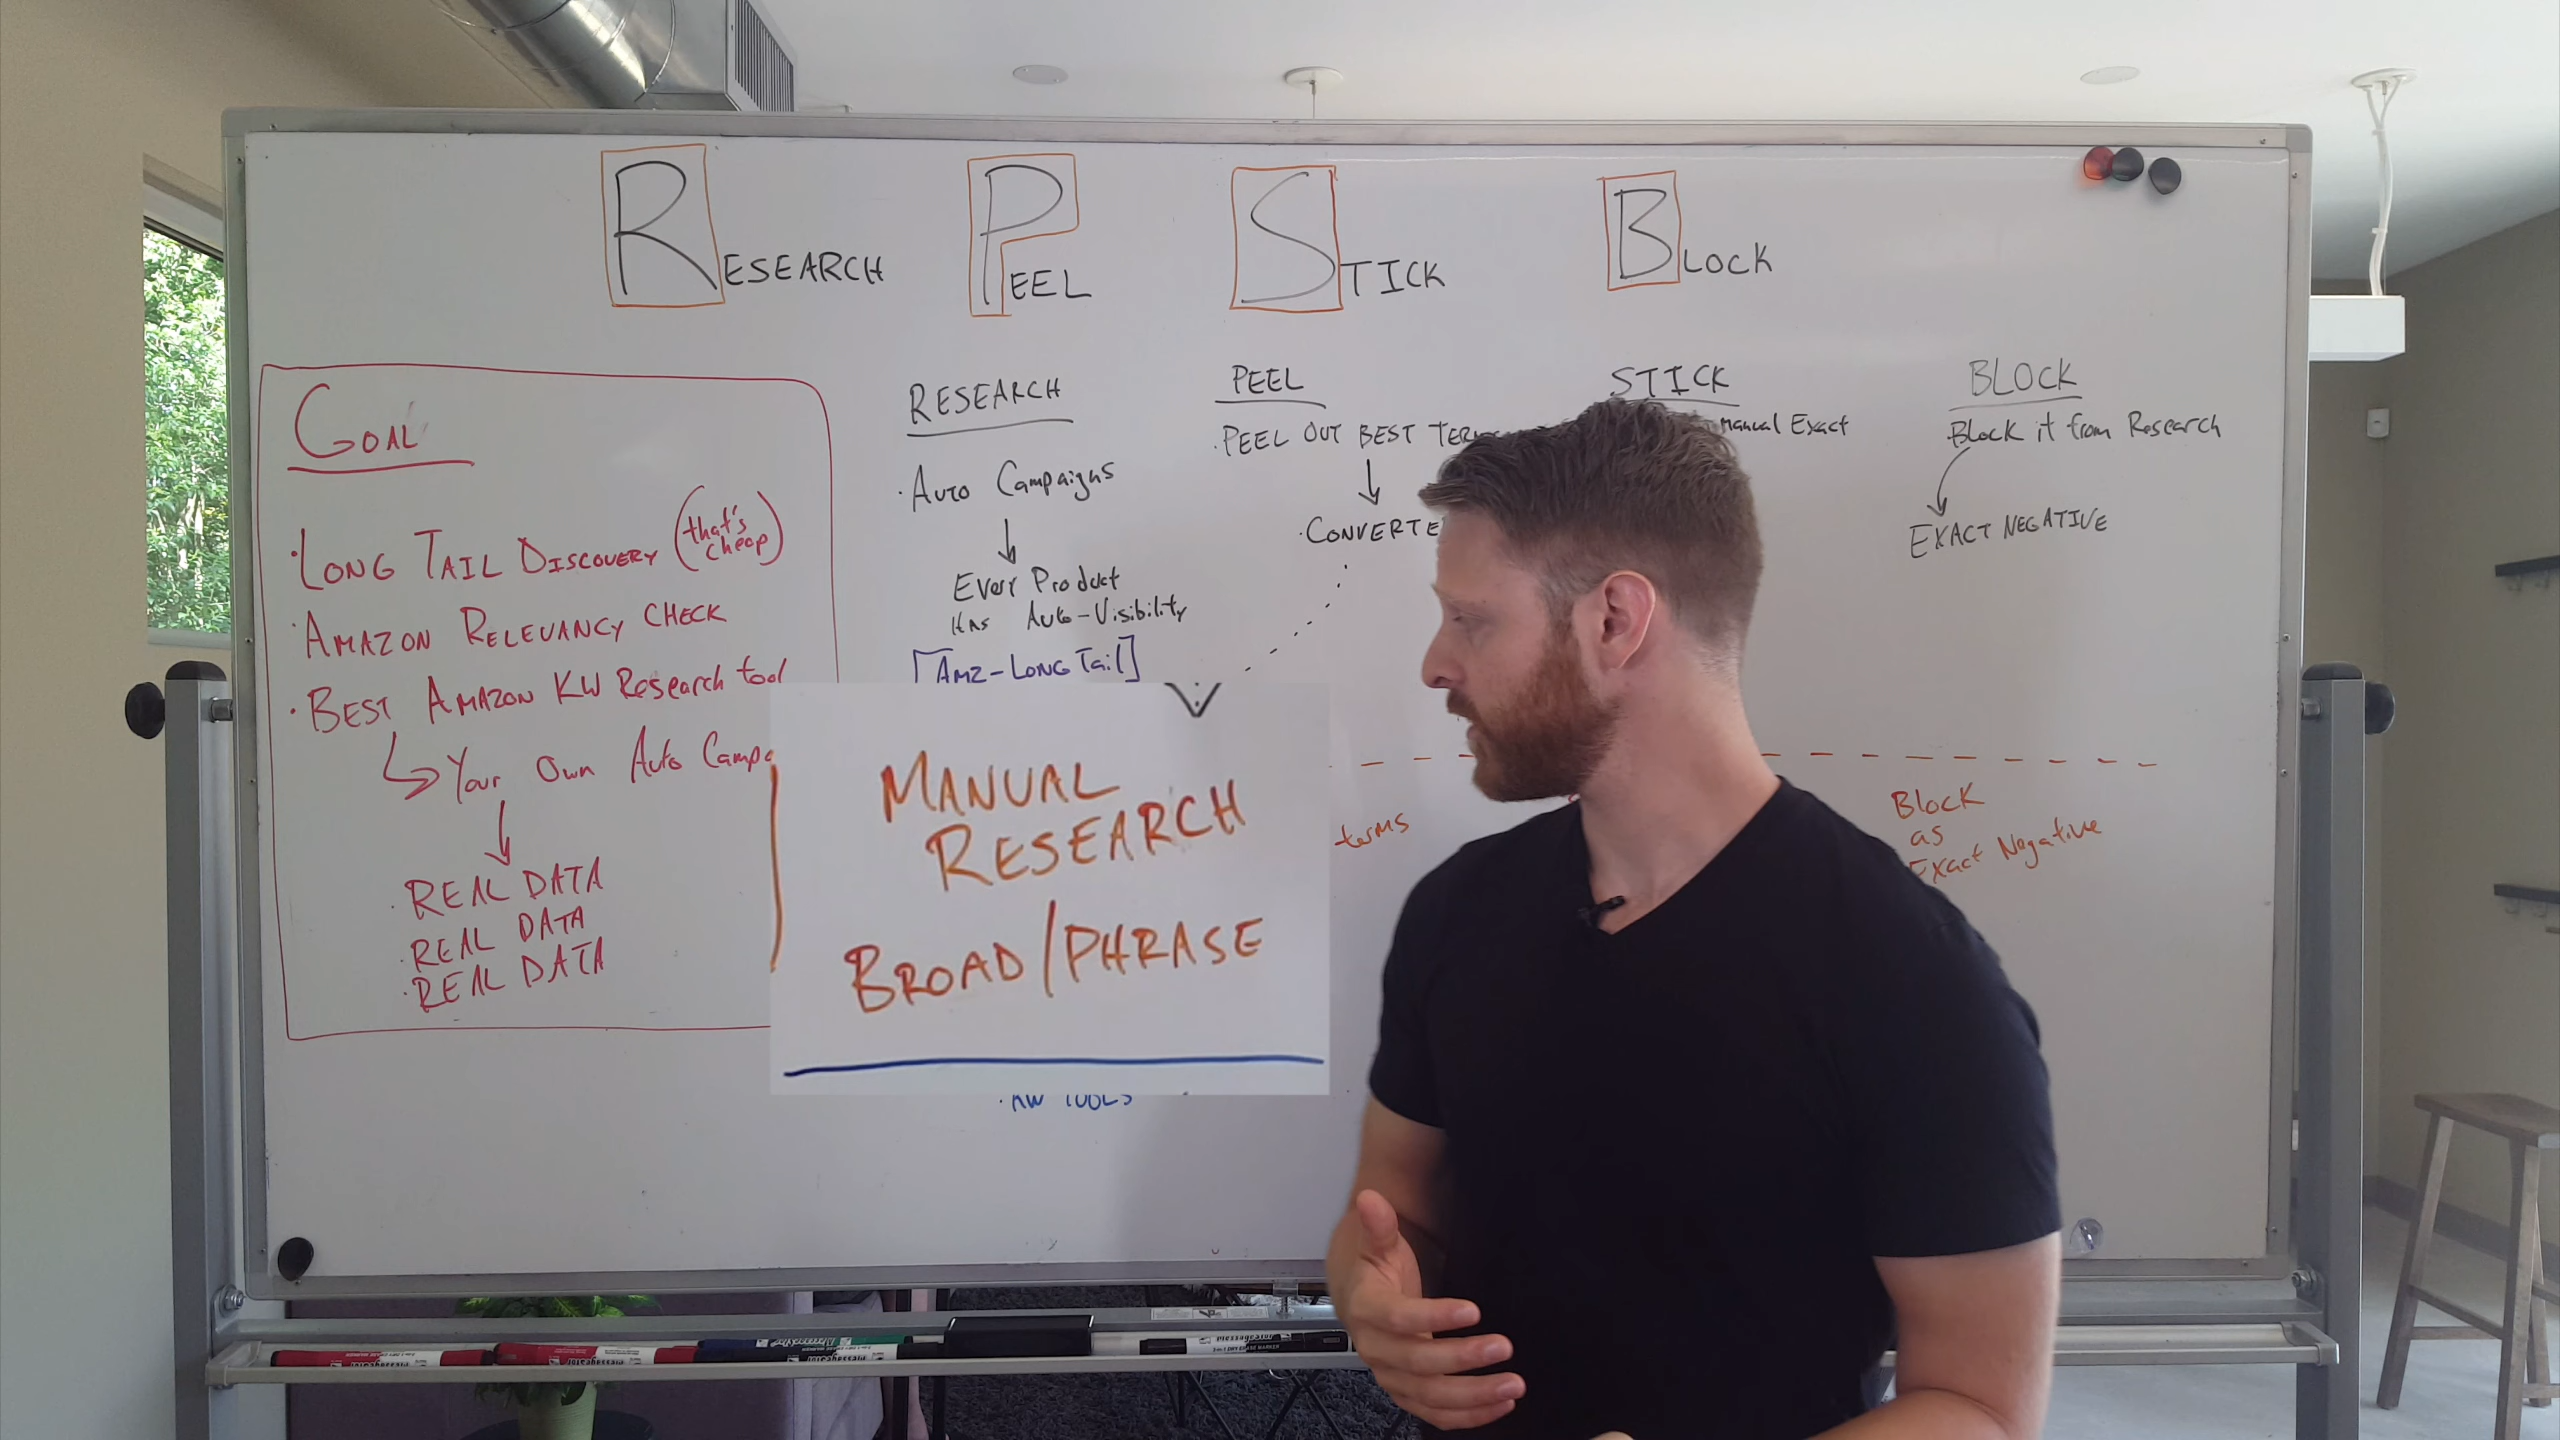 RESEARCH PEEL STICK BLOCK
GOAL
· LONG TAIL DISCOVERY (that's cheap)
· AMAZON RELEVANCY CHECK
· BEST AMAZON KW Research tool
Your Own Auto
· REAL DATA
· REAL DATA
· REAL DATA
RESEARCH
· AUTO Campaigns
Every Product
Has Auto-Visibility
[AMZ-LONG Tail]
MANUAL
RESEARCH
BROAD/PHRASE
· KW TOOLS
PEEL
· PEEL OUT BEST
terms
STICK
Manual Exact
BLOCK
Block it from Research
EXACT NEGATIVE
Block
as
Exact Negative